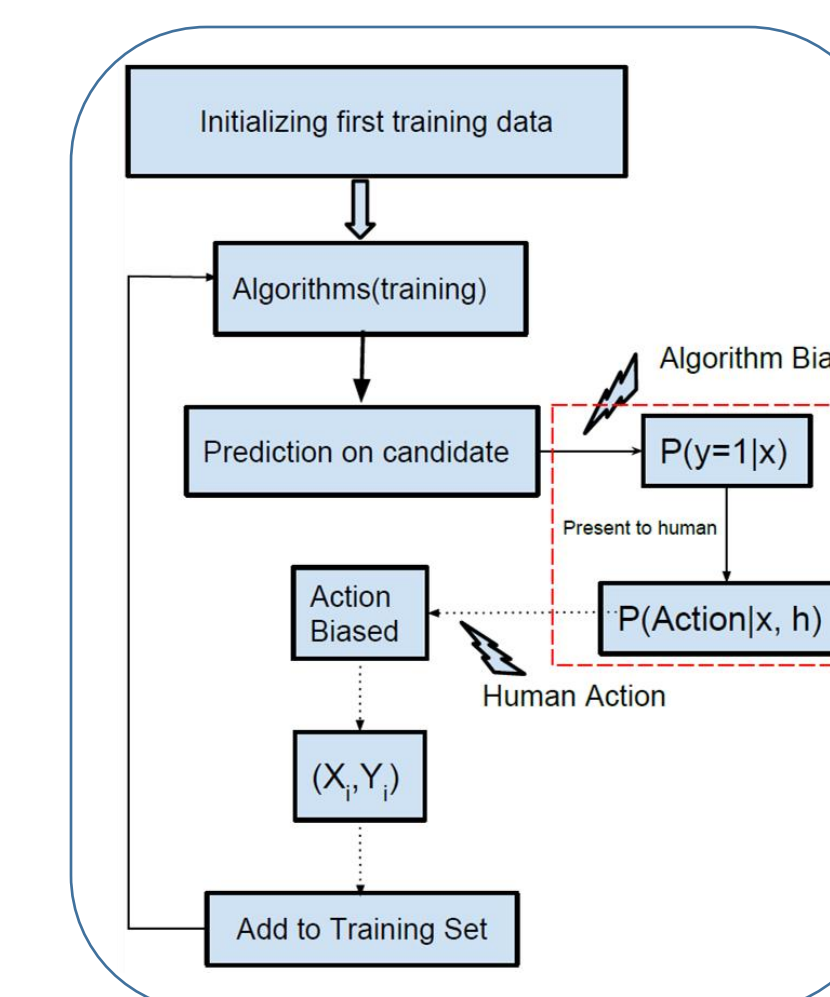 Initializing first training data
Algorithms(training)
Algorithm Bia
Prediction on candidate
P(y=1|x)
Present to human
P(Action|x, h)
Action
Biased
Human Action
(Xi,Yi)
Add to Training Set